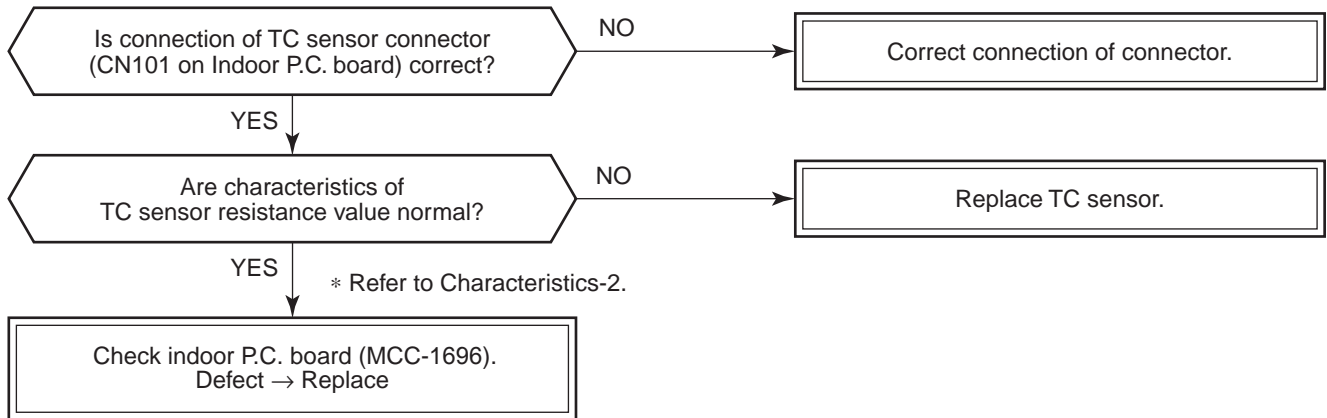 Is connection of TC sensor connector
(CN101 on Indoor P.C. board) correct?
NO
Correct connection of connector.
YES
Are characteristics of
TC sensor resistance value normal?
NO
Replace TC sensor.
YES
* Refer to Characteristics-2.
Check indoor P.C. board (MCC-1696).
Defect → Replace